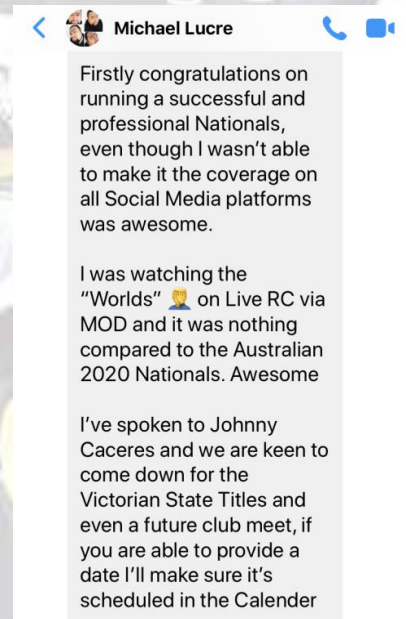 Michael Lucre
Firstly congratulations on
running a successful and
professional Nationals,
even though I wasn't able
to make it the coverage on
all Social Media platforms
was awesome.
I was watching the
“Worlds” 🤦‍♂️ on Live RC via
MOD and it was nothing
compared to the Australian
2020 Nationals. Awesome
I've spoken to Johnny
Caceres and we are keen to
come down for the
Victorian State Titles and
even a future club meet, if
you are able to provide a
date I'll make sure it's
scheduled in the Calender